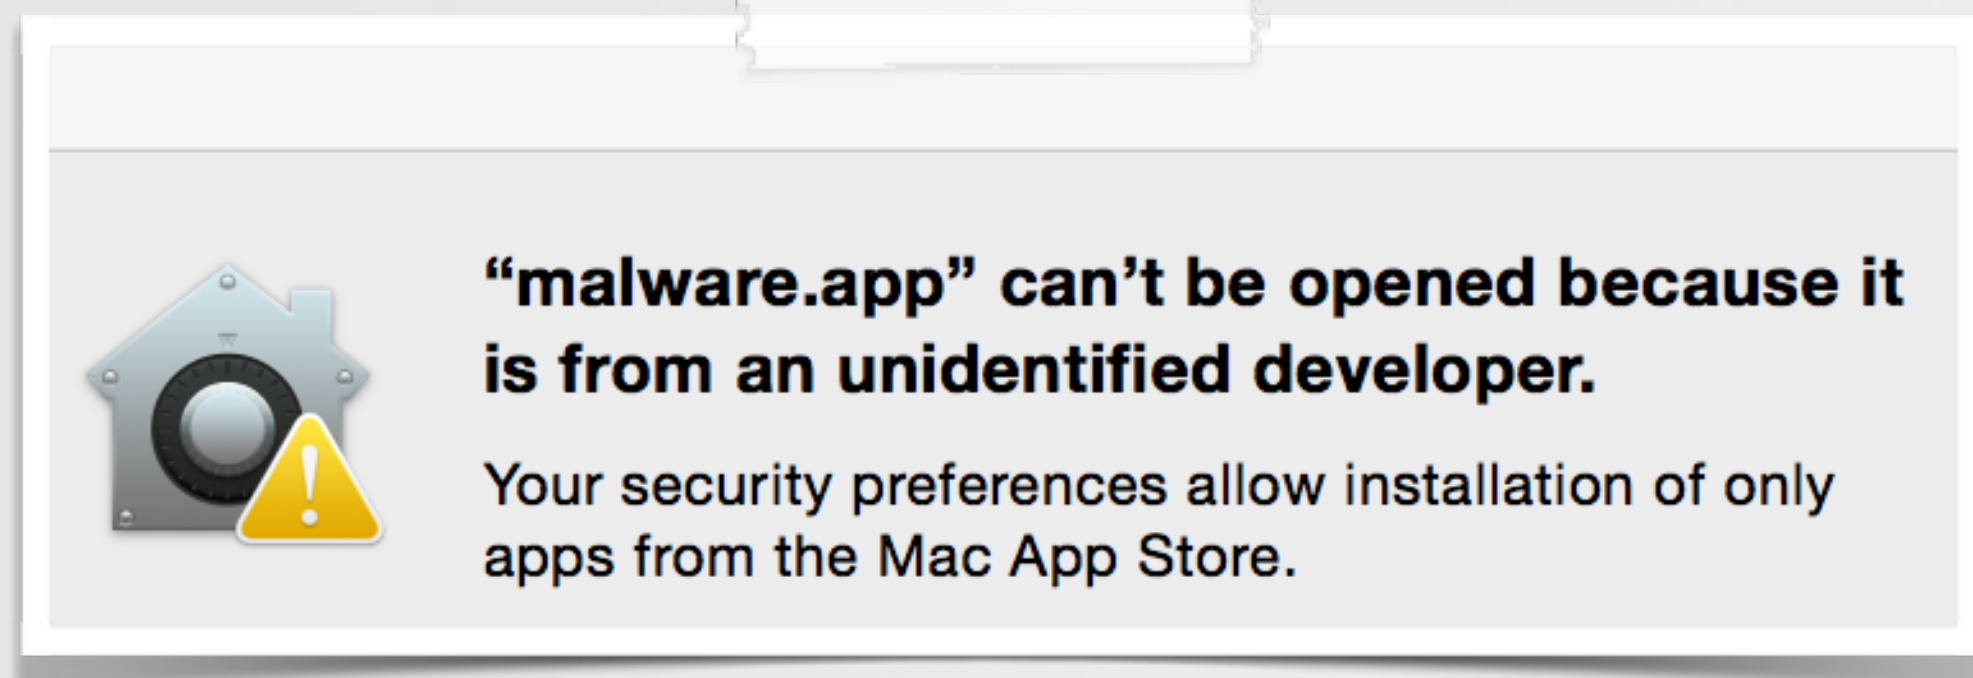 “malware.app” can’t be opened because it
is from an unidentified developer.
Your security preferences allow installation of only
apps from the Mac App Store.